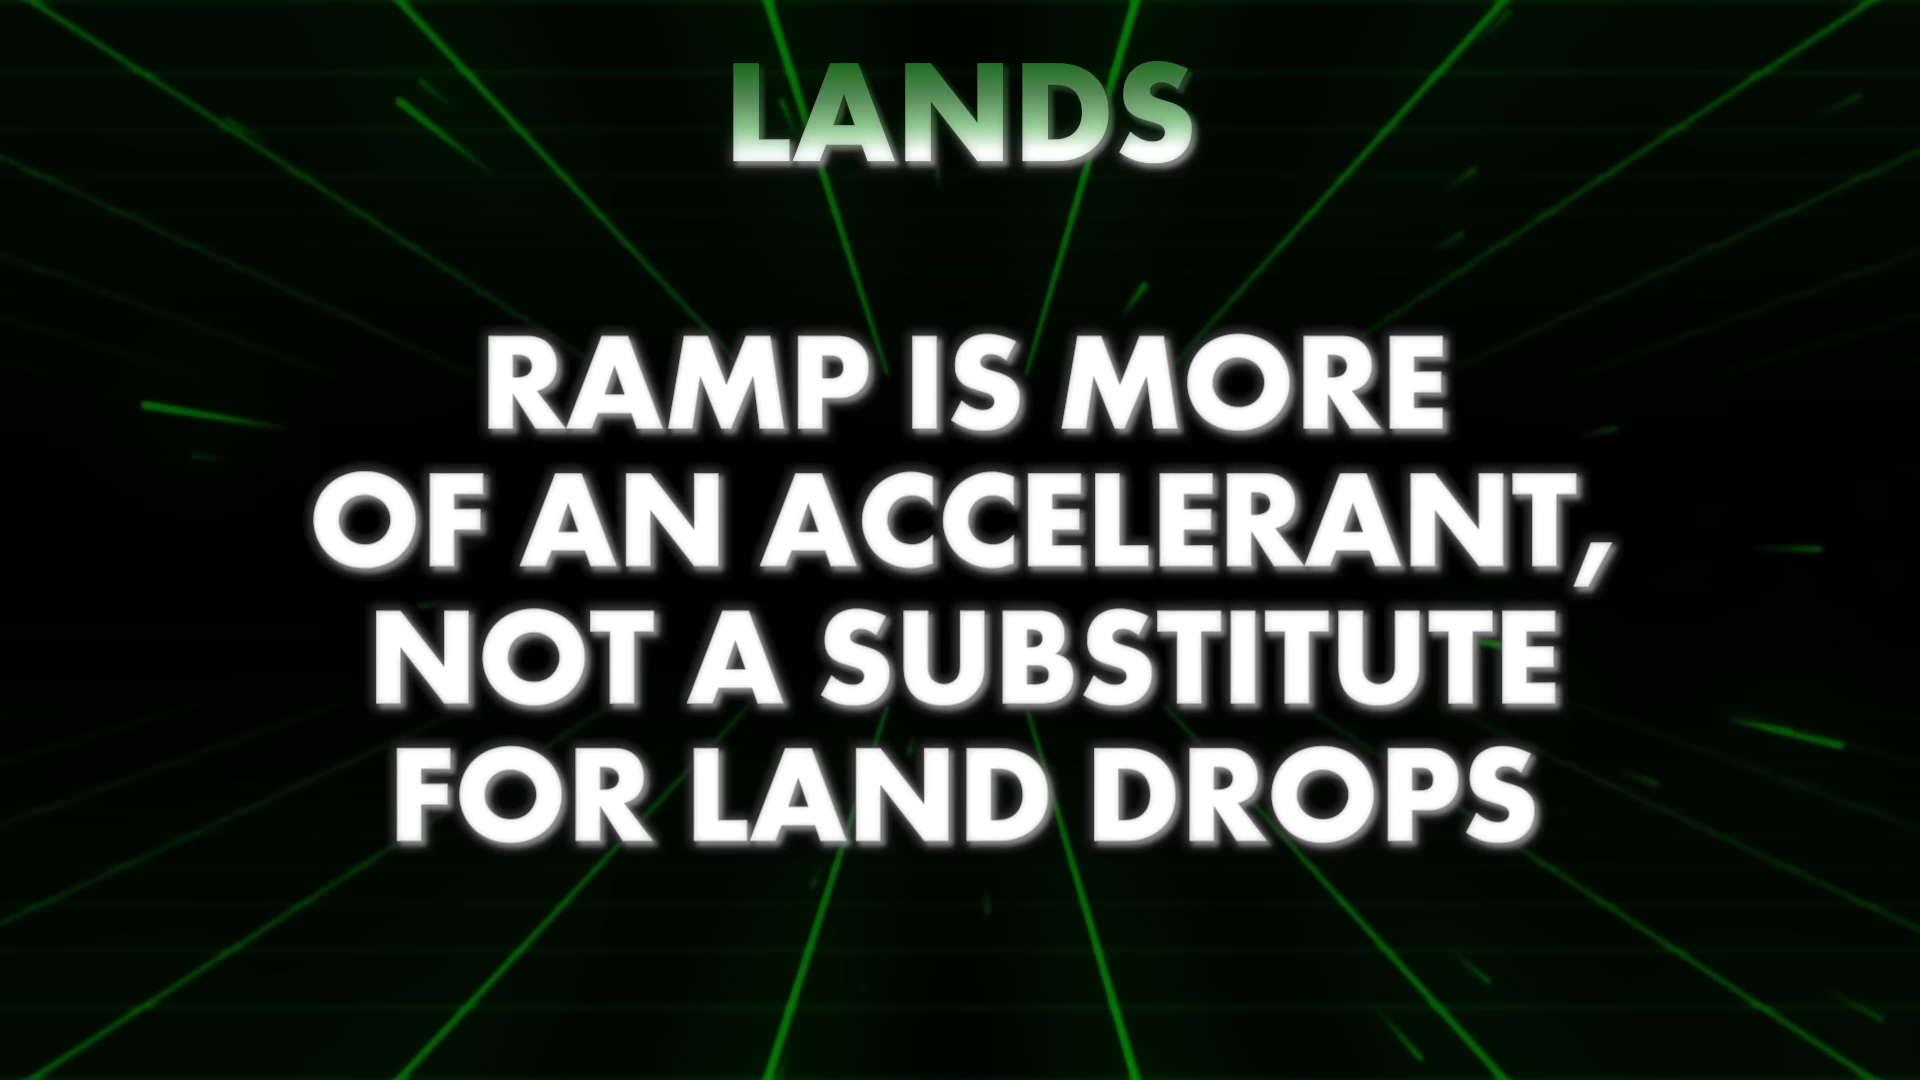 LANDS
RAMP IS MORE
OF AN ACCELERANT,
NOT A SUBSTITUTE
FOR LAND DROPS